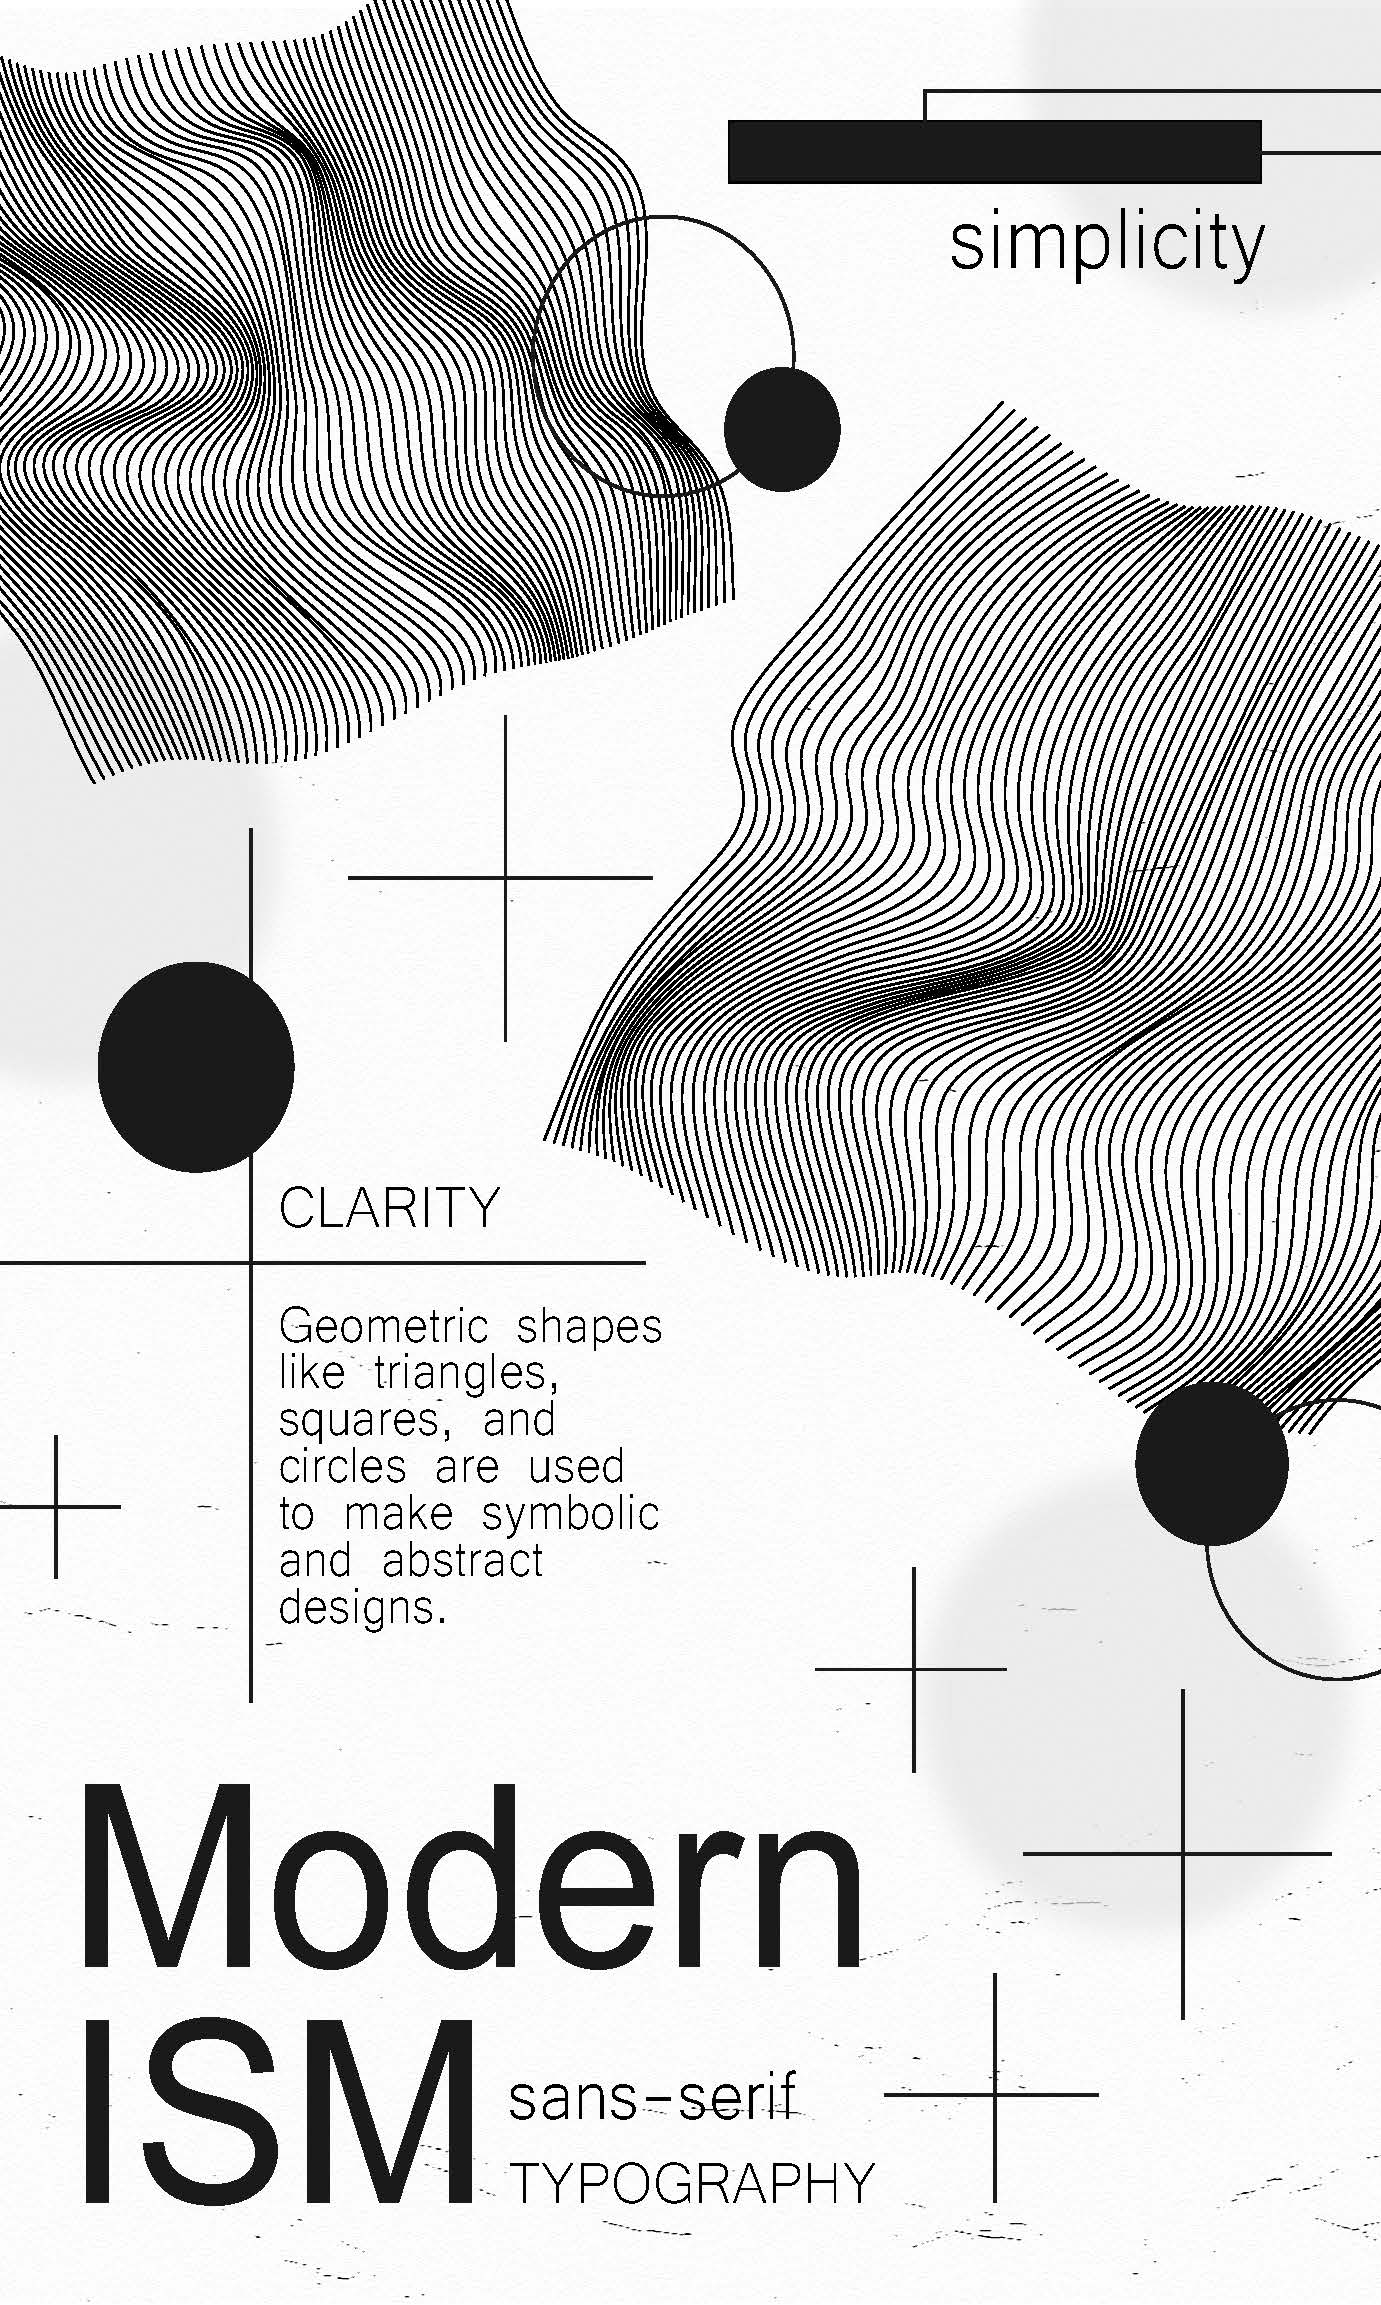 simplicity
CLARITY
Geometric shapes
like triangles,
squares, and
circles are used
to make symbolic
and abstract
designs.
Modern
ISM
sans-serif
TYPOGRAPHY